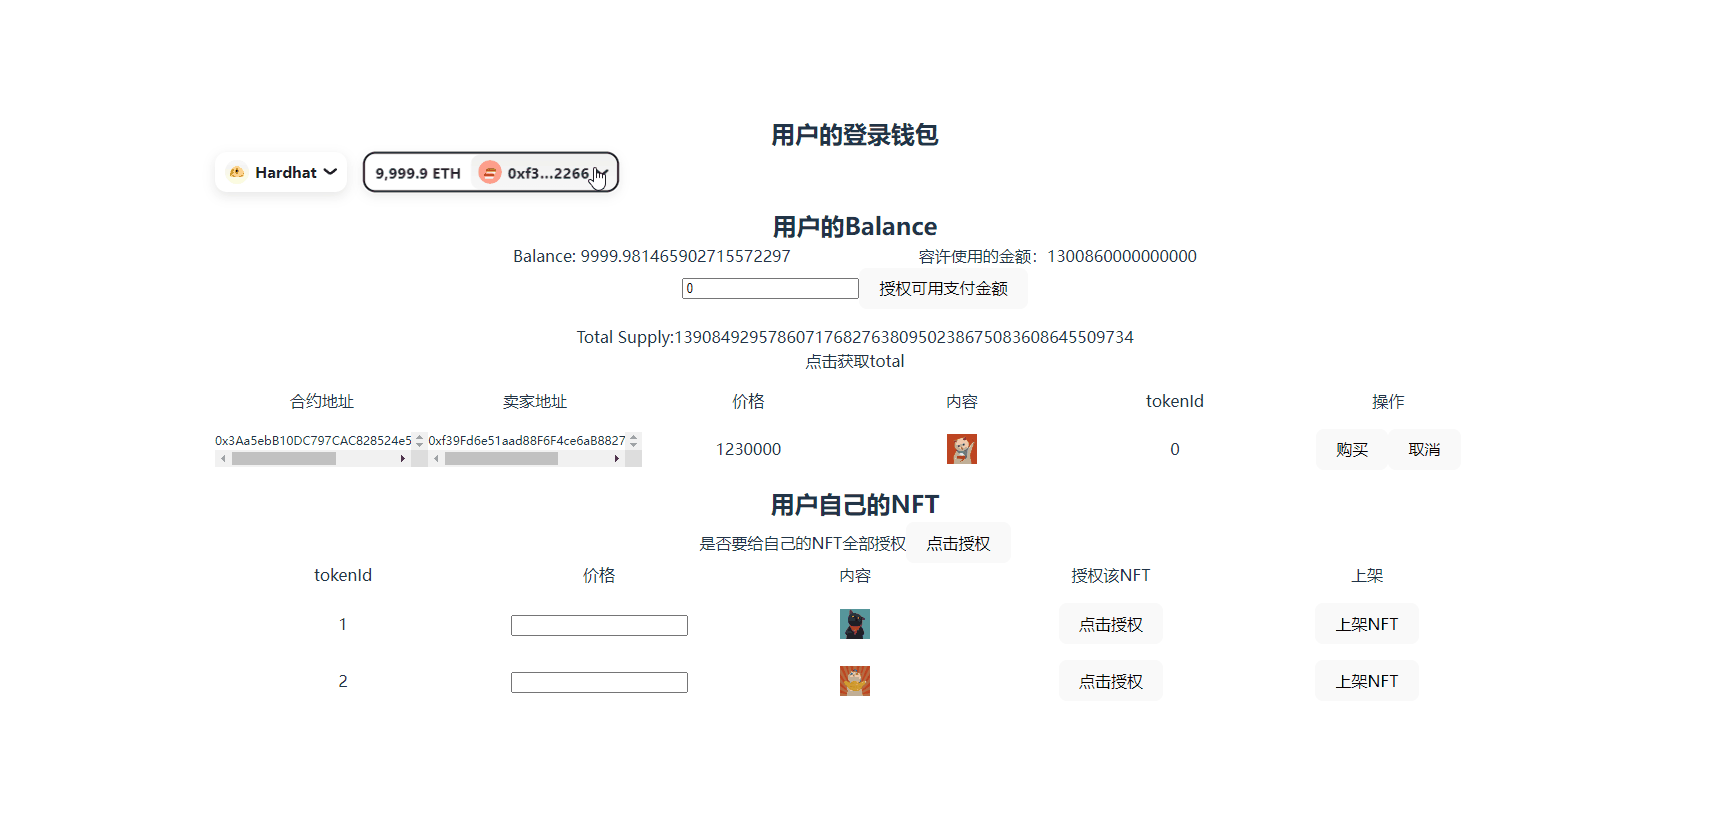 用户的登录钱包
Hardhat 9,999.9 ETH 0xf3...2266
用户的Balance
Balance: 9999.981465902715572297 容许使用的金额：1300860000000000
0 授权可用支付金额
Total Supply:1390849295786071768276380950238675083608645509734
点击获取total
合约地址 卖家地址 价格 内容 tokenId 操作
0x3Aa5ebB10DC797CAC828524e5 0xf39Fd6e51aad88F6F4ce6aB8827 1230000 0 购买 取消
用户自己的NFT
是否要给自己的NFT全部授权 点击授权
tokenId 价格 内容 授权该NFT 上架
1 点击授权 上架NFT
2 点击授权 上架NFT